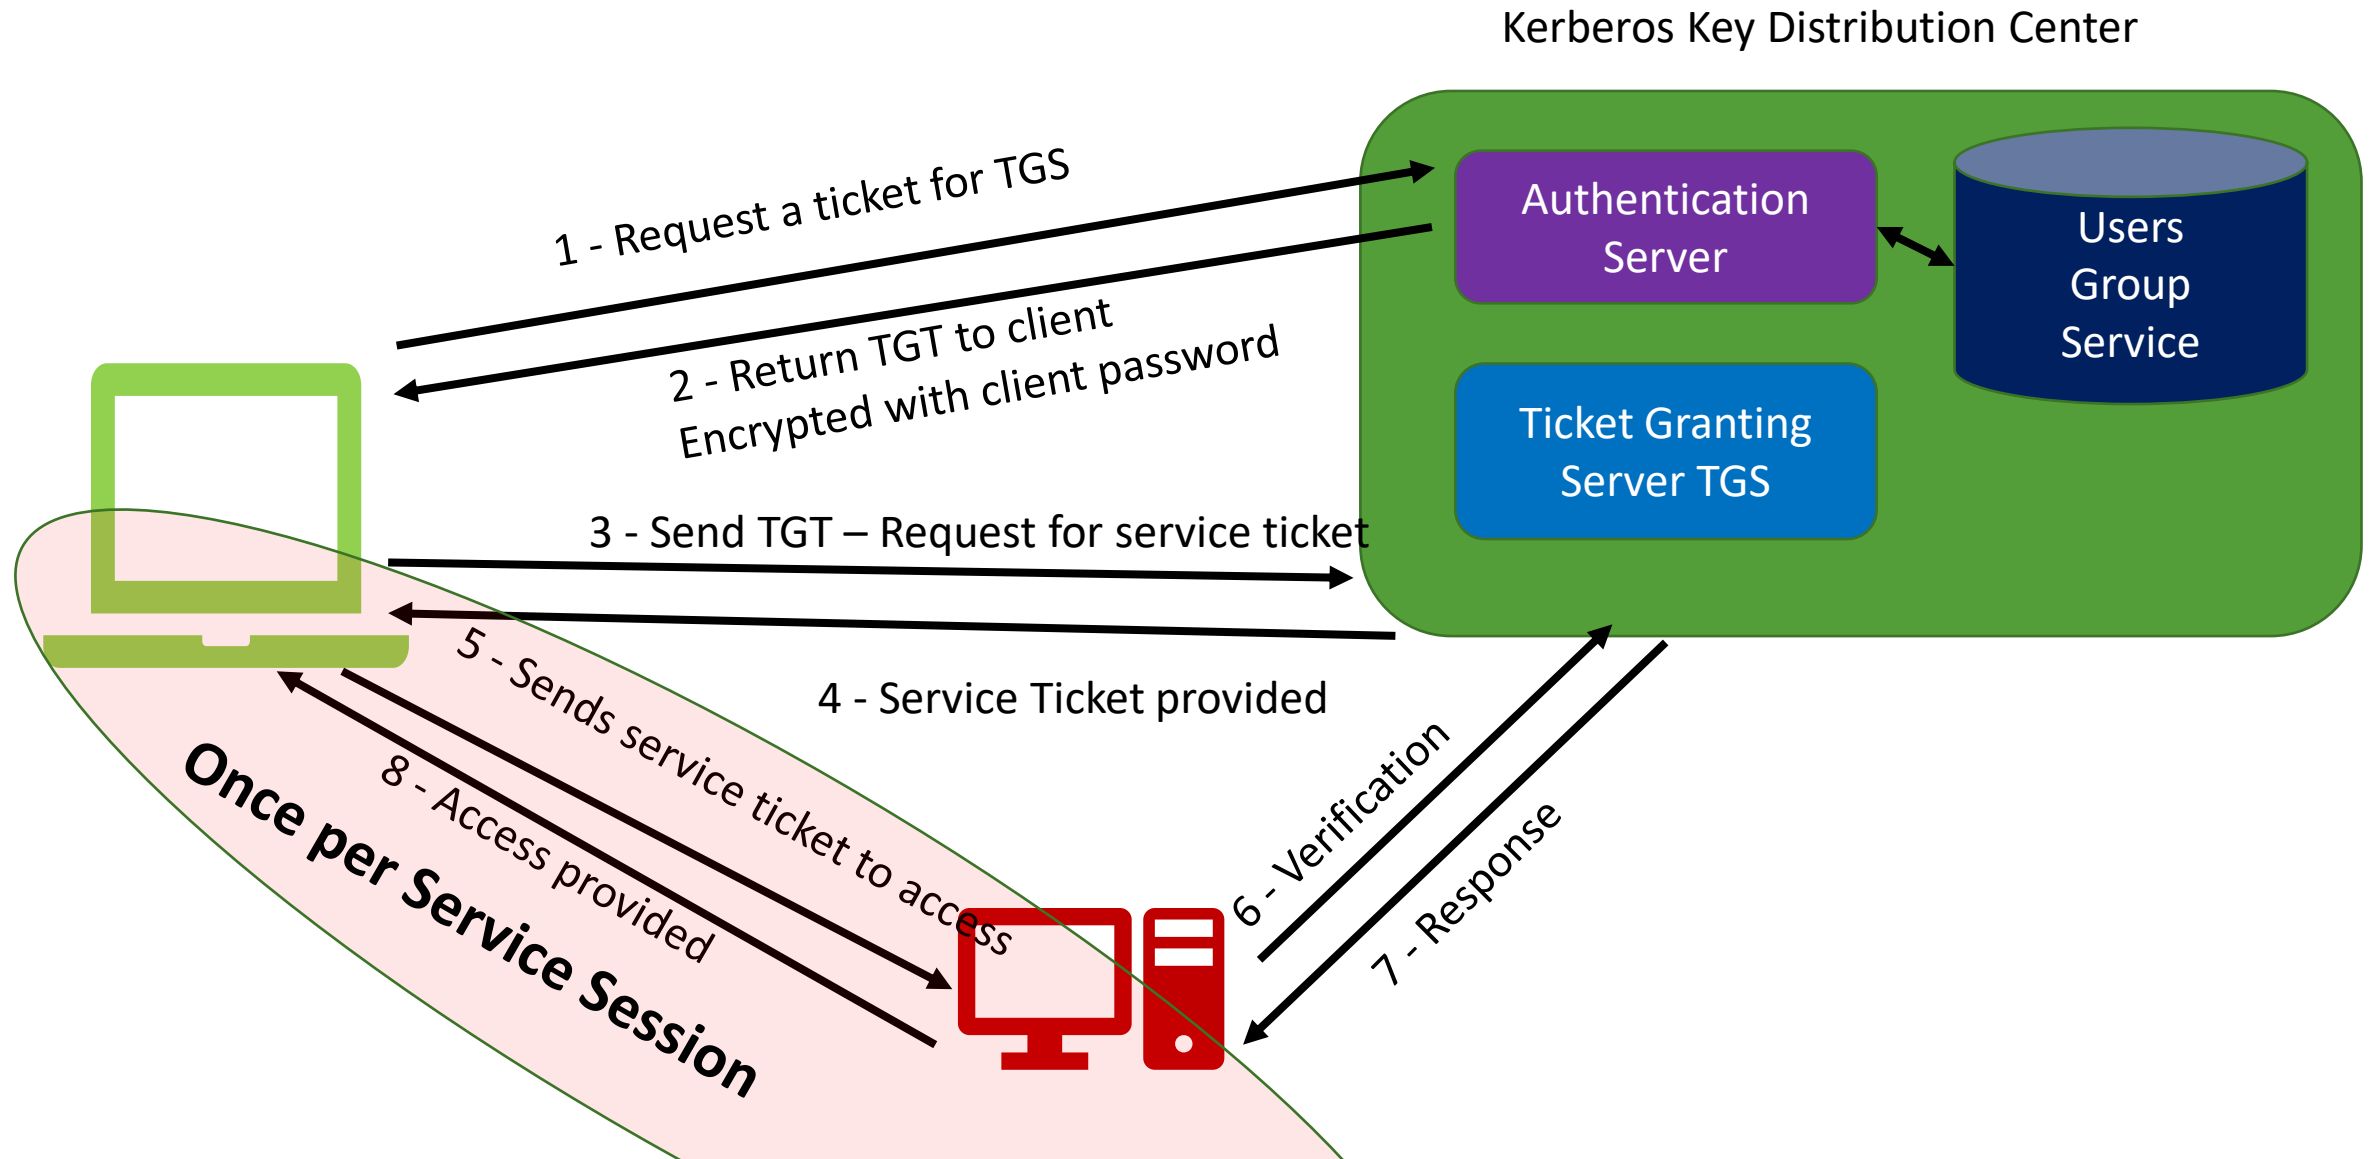 Kerberos Key Distribution Center
1 - Request a ticket for TGS
Authentication
Server
Users
Group
Service
2 - Return TGT to client
Encrypted with client password
Ticket Granting
Server TGS
3 - Send TGT – Request for service ticket
4 - Service Ticket provided
5 - Sends service ticket to access
8 - Access provided
Once per Service Session
6 - Verification
7 - Response